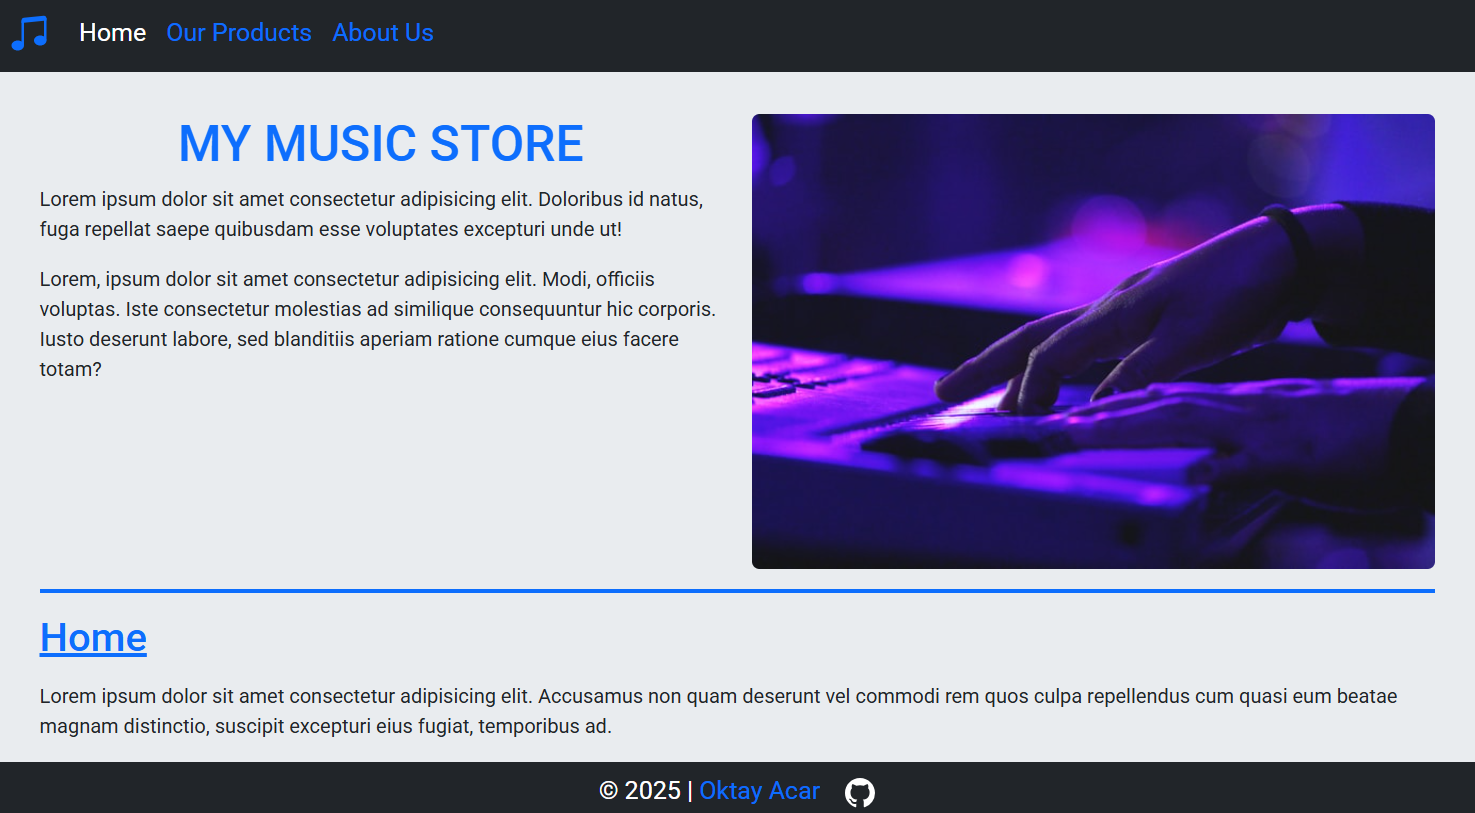 Home Our Products About Us
MY MUSIC STORE
Lorem ipsum dolor sit amet consectetur adipisicing elit. Doloribus id natus,
fuga repellat saepe quibusdam esse voluptates excepturi unde ut!
Lorem, ipsum dolor sit amet consectetur adipisicing elit. Modi, officiis
voluptas. Iste consectetur molestias ad similique consequuntur hic corporis.
Iusto deserunt labore, sed blanditiis aperiam ratione cumque eius facere
totam?
Home
Lorem ipsum dolor sit amet consectetur adipisicing elit. Accusamus non quam deserunt vel commodi rem quos culpa repellendus cum quasi eum beatae
magnam distinctio, suscipit excepturi eius fugiat, temporibus ad.
© 2025 | Oktay Acar